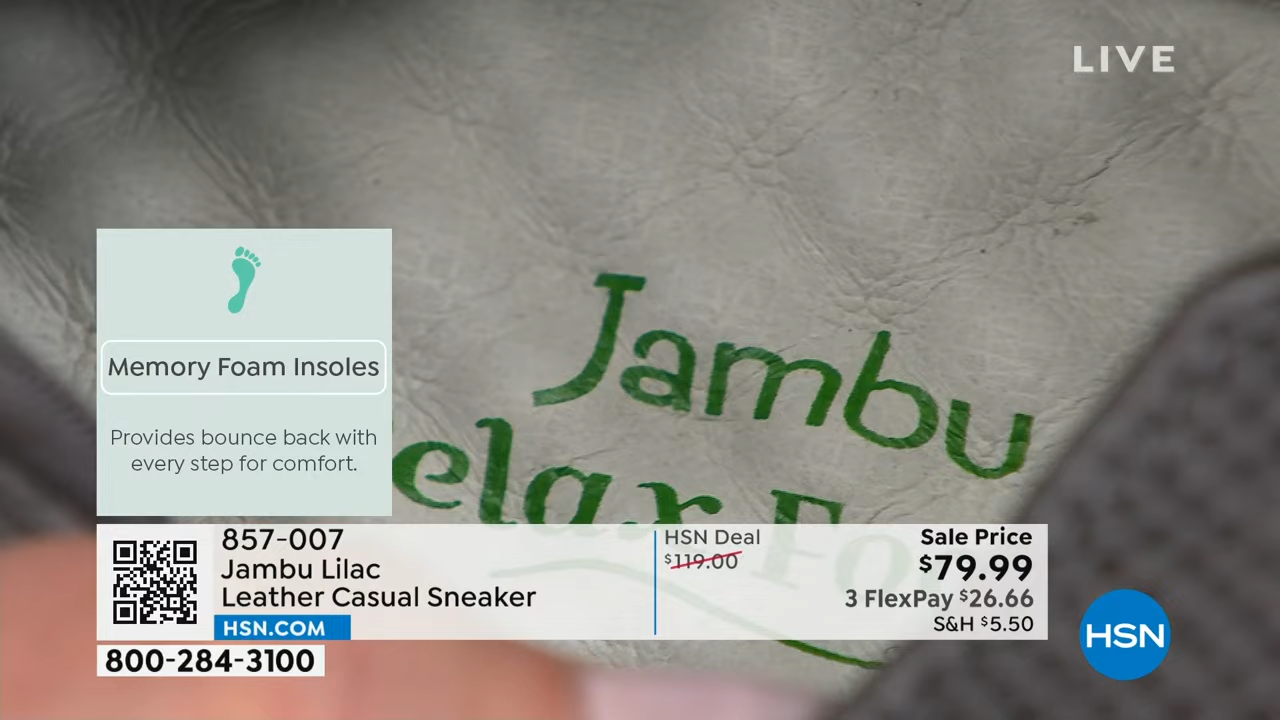 LIVE
Memory Foam Insoles
Provides bounce back with
every step for comfort.
Jambu
857-007
Jambu Lilac
Leather Casual Sneaker
HSN.COM
800-284-3100
HSN Deal
$119.00
Sale Price
$79.99
3 FlexPay $26.66
S&H $5.50
HSN